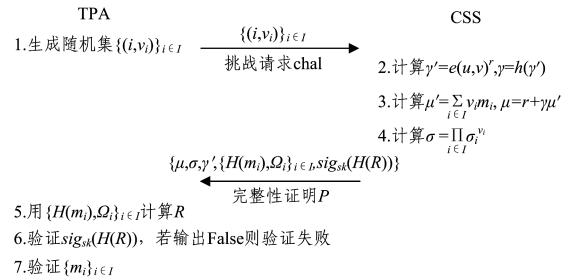 TPA
CSS
1.生成随机集{(i,vᵢ)}ᵢ∈I
{(i,vᵢ)}ᵢ∈I
挑战请求chal
2.计算γ′=e(u,v)ʳ,γ=h(γ′)
3.计算μ′=∑ᵢ∈I vᵢmᵢ, μ=r+γμ′
4.计算σ=∏ᵢ∈I σᵢ^vᵢ
{μ,σ,γ′,{H(mᵢ),Ωᵢ}ᵢ∈I,sigₛₖ(H(R))}
完整性证明P
5.用{H(mᵢ),Ωᵢ}ᵢ∈I计算R
6.验证sigₛₖ(H(R)),若输出False则验证失败
7.验证{mᵢ}ᵢ∈I